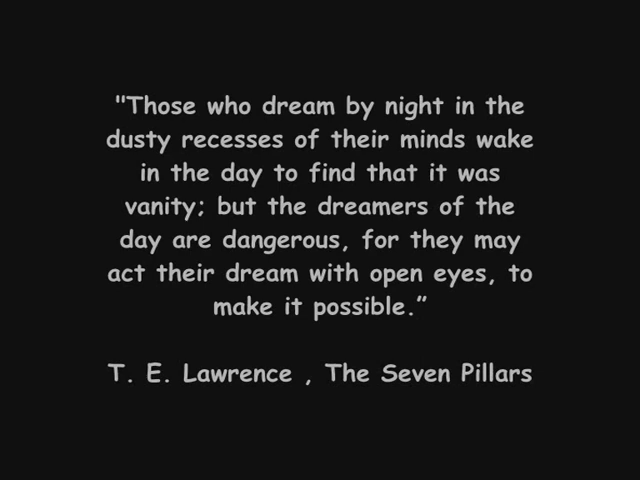 "Those who dream by night in the
dusty recesses of their minds wake
in the day to find that it was
vanity; but the dreamers of the
day are dangerous, for they may
act their dream with open eyes, to
make it possible.”
T. E. Lawrence , The Seven Pillars